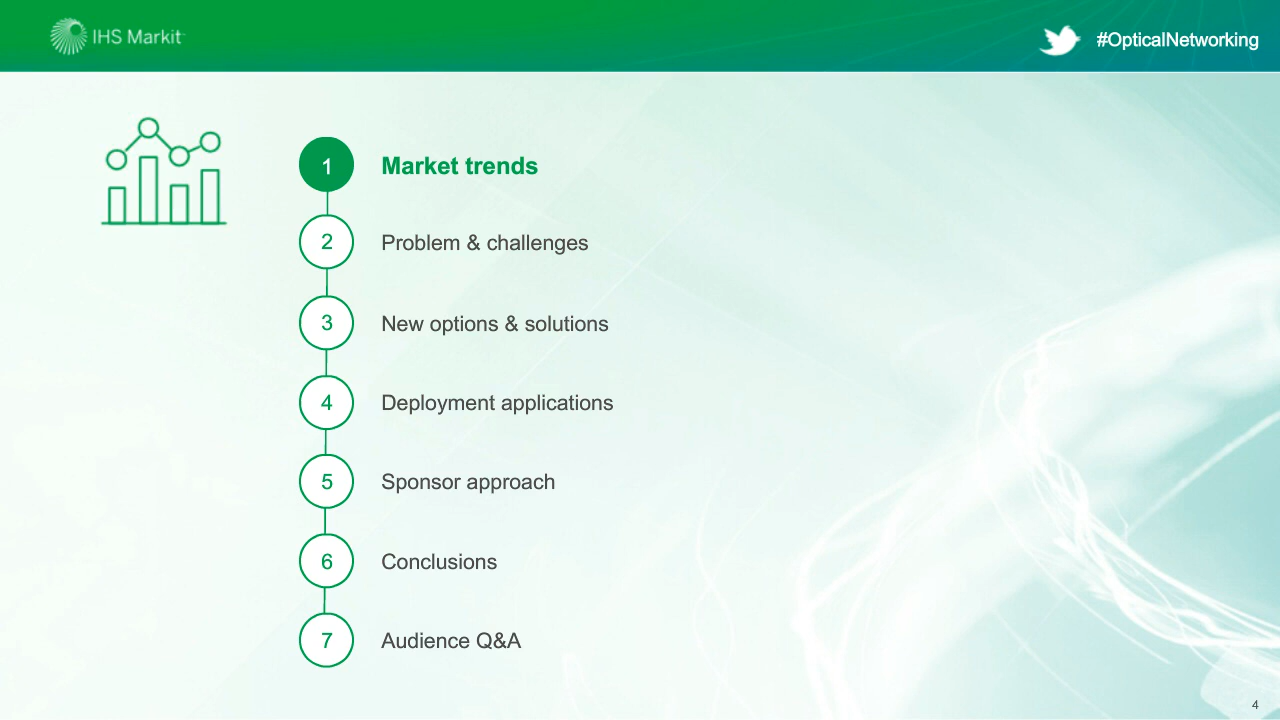 IHS Markit
#OpticalNetworking
1 Market trends
2 Problem & challenges
3 New options & solutions
4 Deployment applications
5 Sponsor approach
6 Conclusions
7 Audience Q&A
4